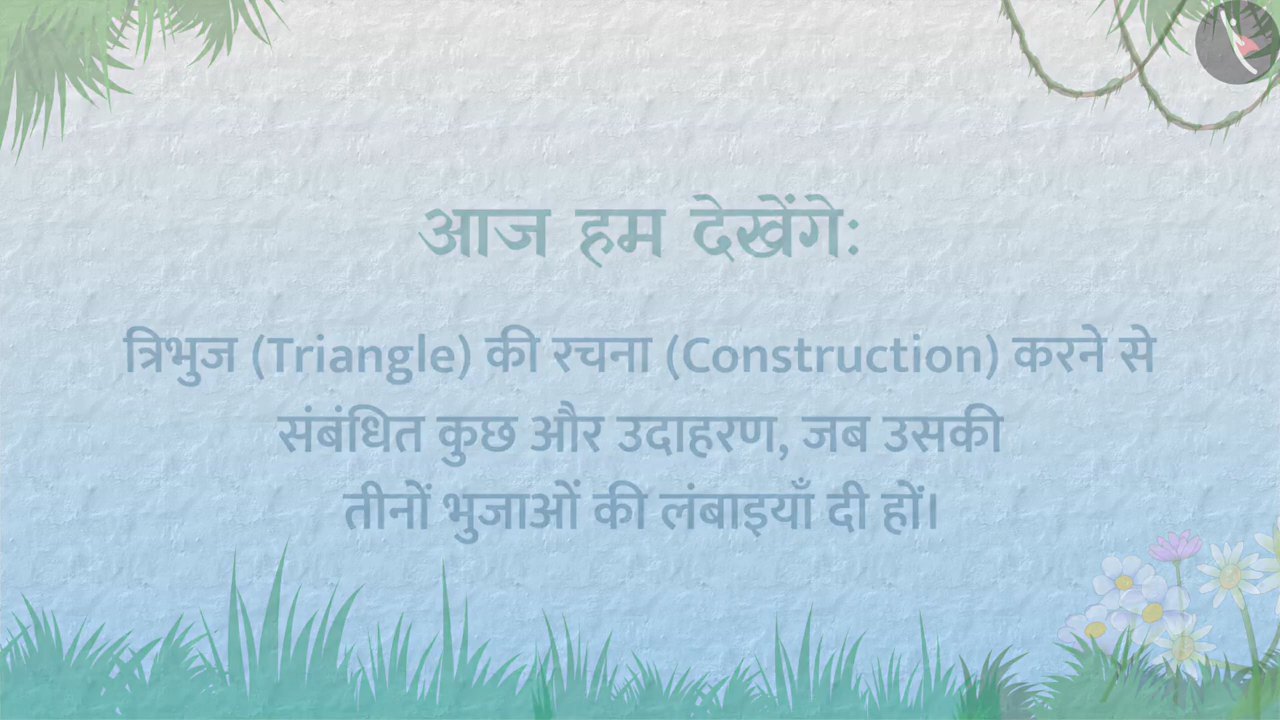 आज हम देखेंगे:
त्रिभुज (Triangle) की रचना (Construction) करने से
संबंधित कुछ और उदाहरण, जब उसकी
तीनों भुजाओं की लंबाइयाँ दी हों।